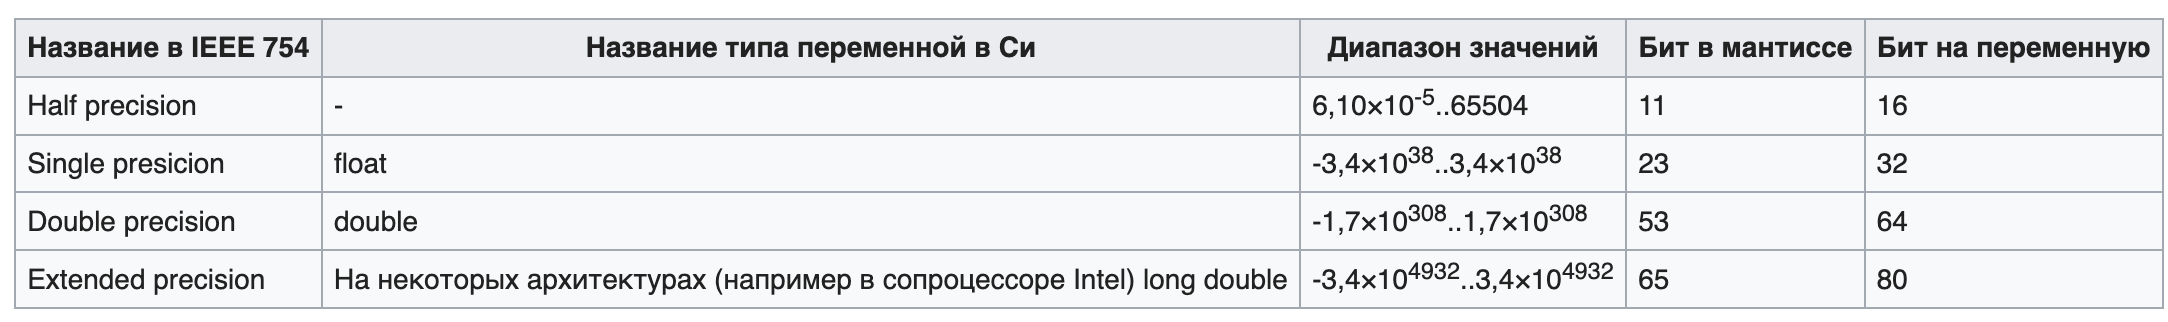 Название в IEEE 754 Название типа переменной в Си Диапазон значений Бит в мантиссе Бит на переменную
Half precision - 6,10×10⁻⁵..65504 11 16
Single presicion float -3,4×10³⁸..3,4×10³⁸ 23 32
Double precision double -1,7×10³⁰⁸..1,7×10³⁰⁸ 53 64
Extended precision На некоторых архитектурах (например в сопроцессоре Intel) long double -3,4×10⁴⁹³²..3,4×10⁴⁹³² 65 80